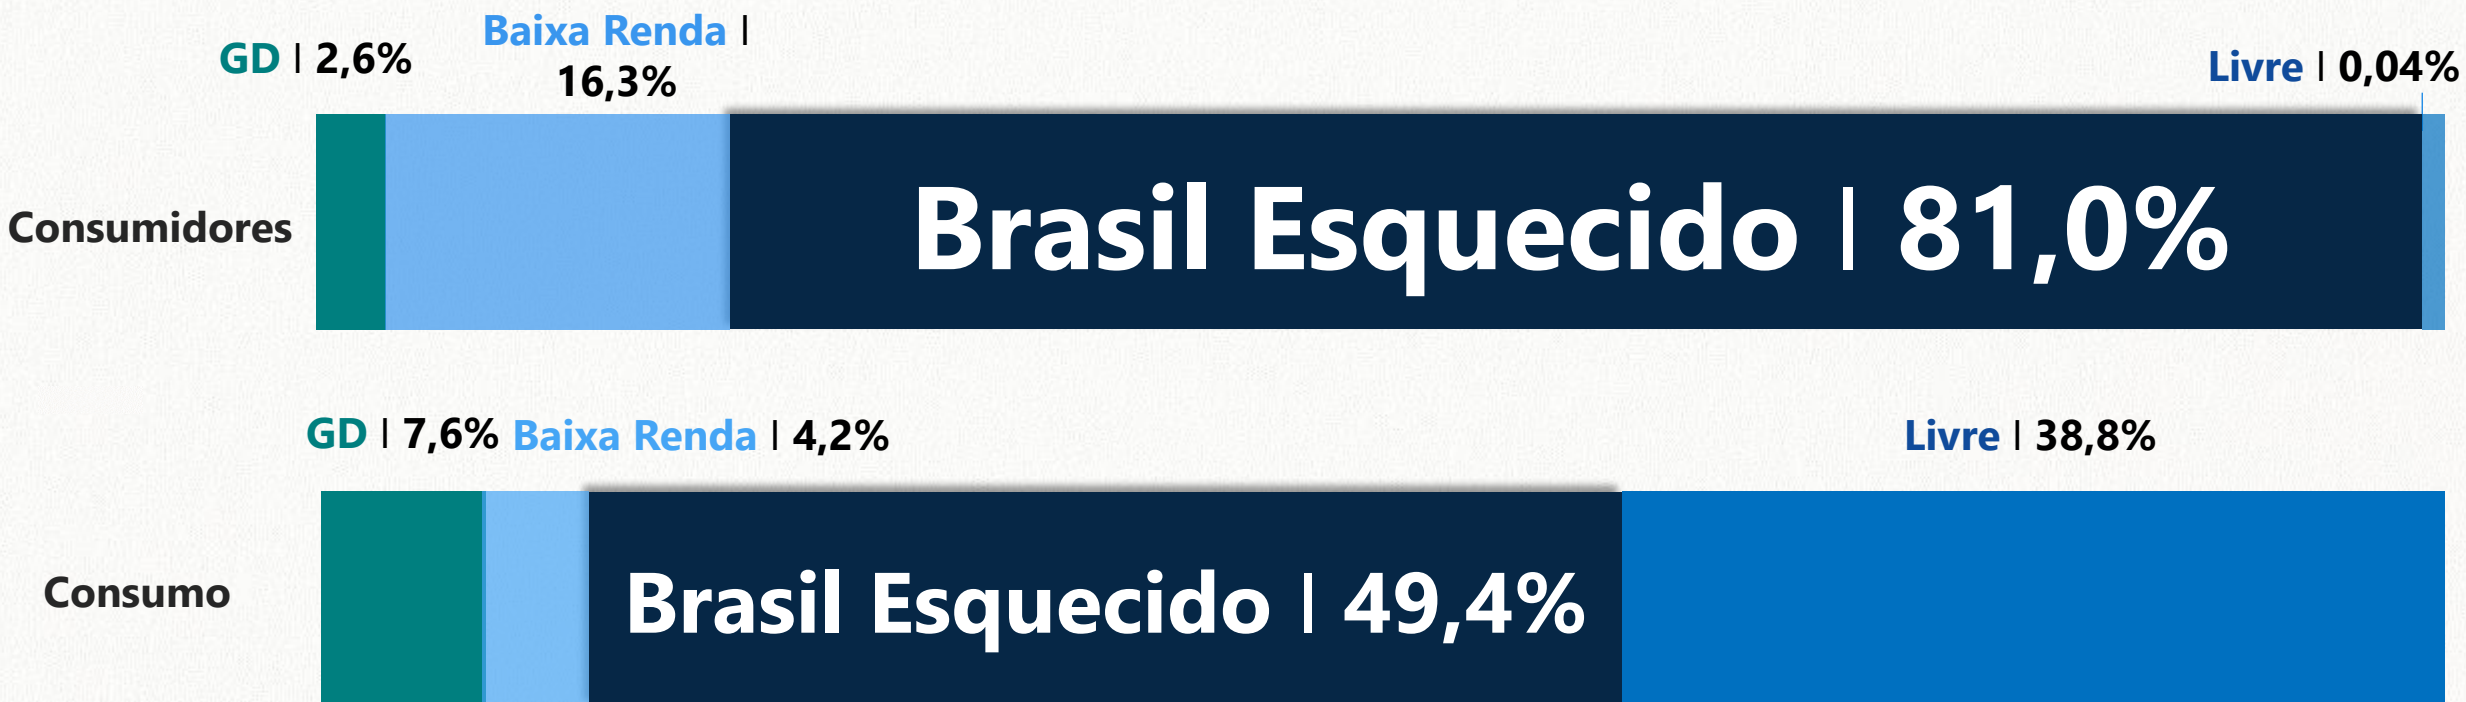 GD | 2,6%
Baixa Renda |
16,3%
Livre | 0,04%
Consumidores
Brasil Esquecido | 81,0%
GD | 7,6%
Baixa Renda | 4,2%
Livre | 38,8%
Consumo
Brasil Esquecido | 49,4%